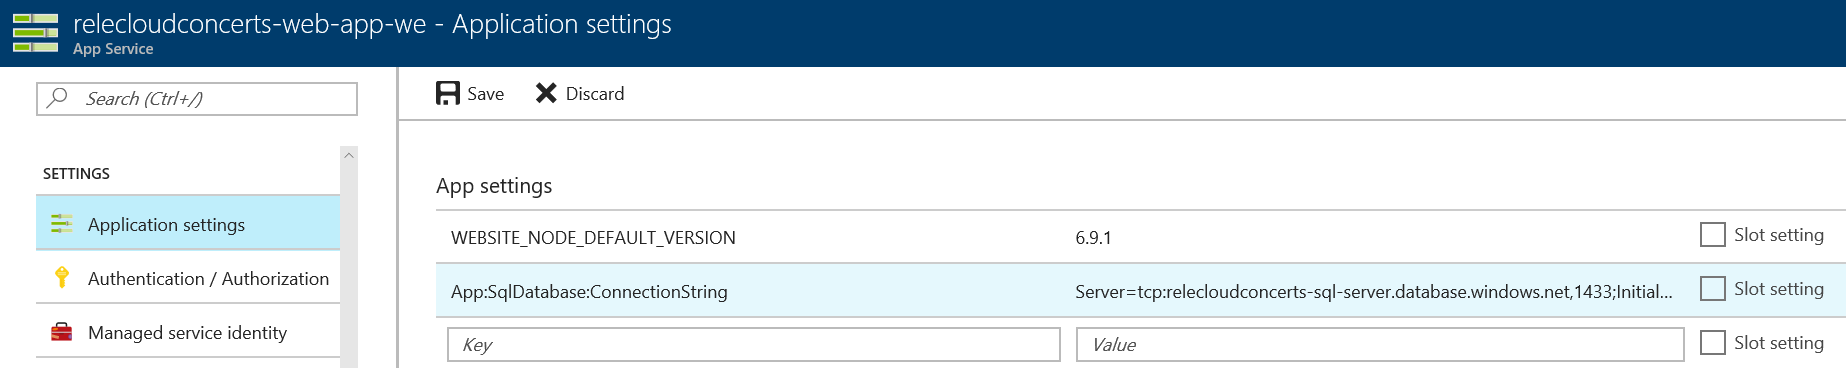 relecloudconcerts-web-app-we - Application settings
App Service
Search (Ctrl+/)
SETTINGS
Application settings
Authentication / Authorization
Managed service identity
Save Discard
App settings
WEBSITE_NODE_DEFAULT_VERSION 6.9.1 Slot setting
App:SqlDatabase:ConnectionString Server=tcp:relecloudconcerts-sql-server.database.windows.net,1433;Initial... Slot setting
Key Value Slot setting